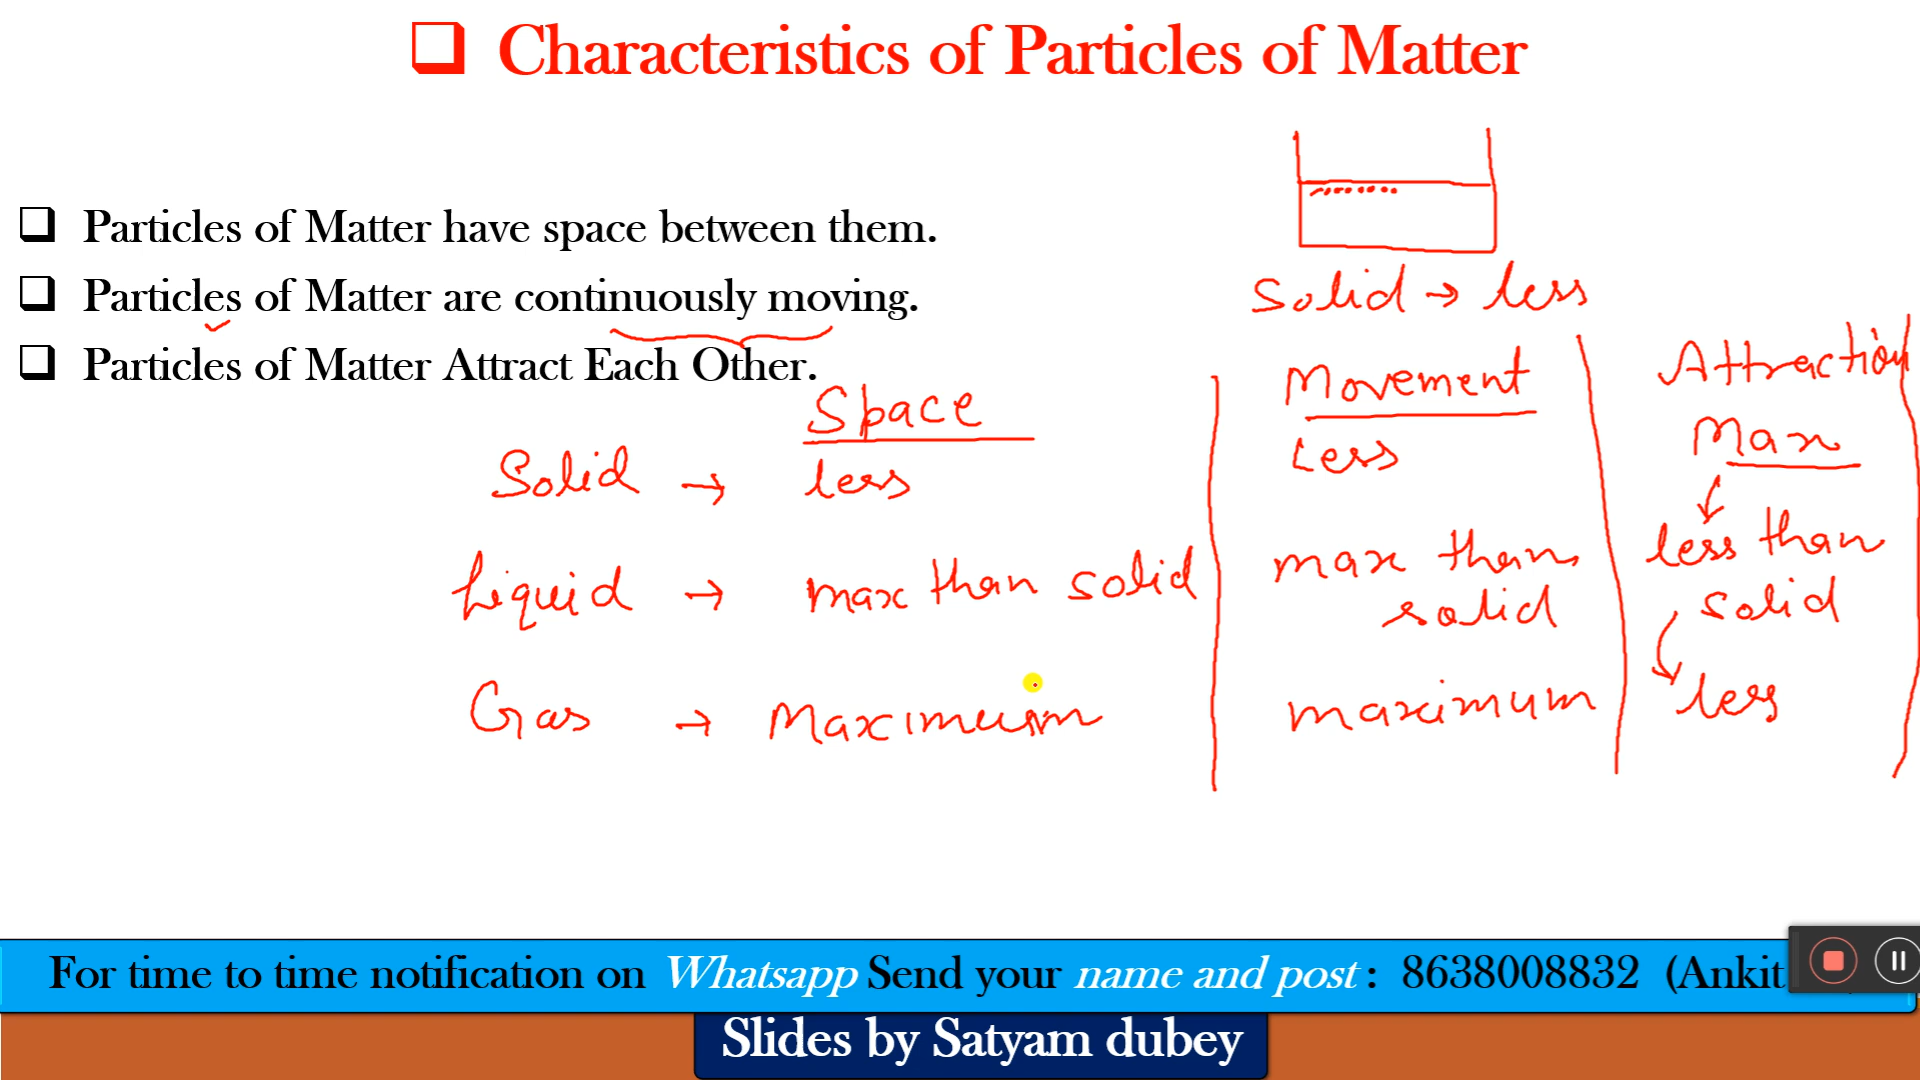 Characteristics of Particles of Matter
Particles of Matter have space between them.
Particles of Matter are continuously moving.
Particles of Matter Attract Each Other.
Solid → less
Space
Movement
Attraction
Solid → less
Less
Max
Liquid → max than solid
max than
solid
less than
solid
Gas → Maximum
maximum
less
For time to time notification on Whatsapp Send your name and post : 8638008832 (Ankit
Slides by Satyam dubey